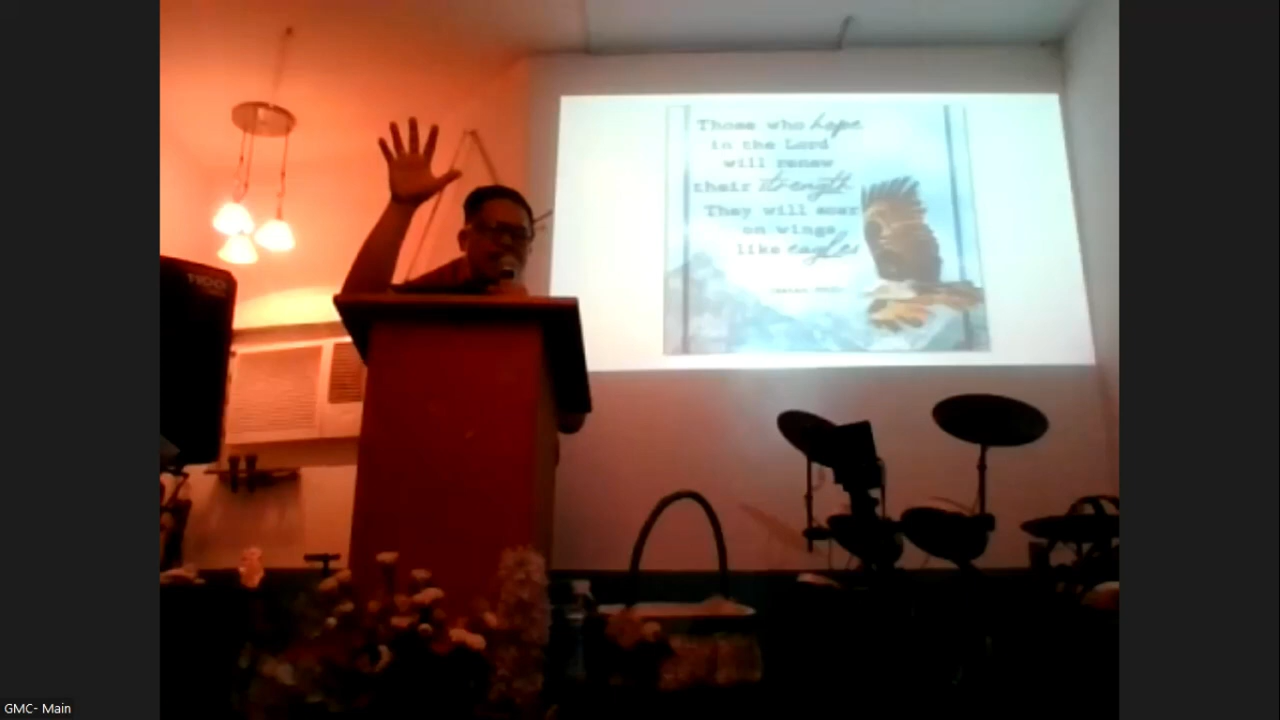 Those who hope
in the Lord
will renew
their strength
They will soar
on wings
like eagles
GMC- Main